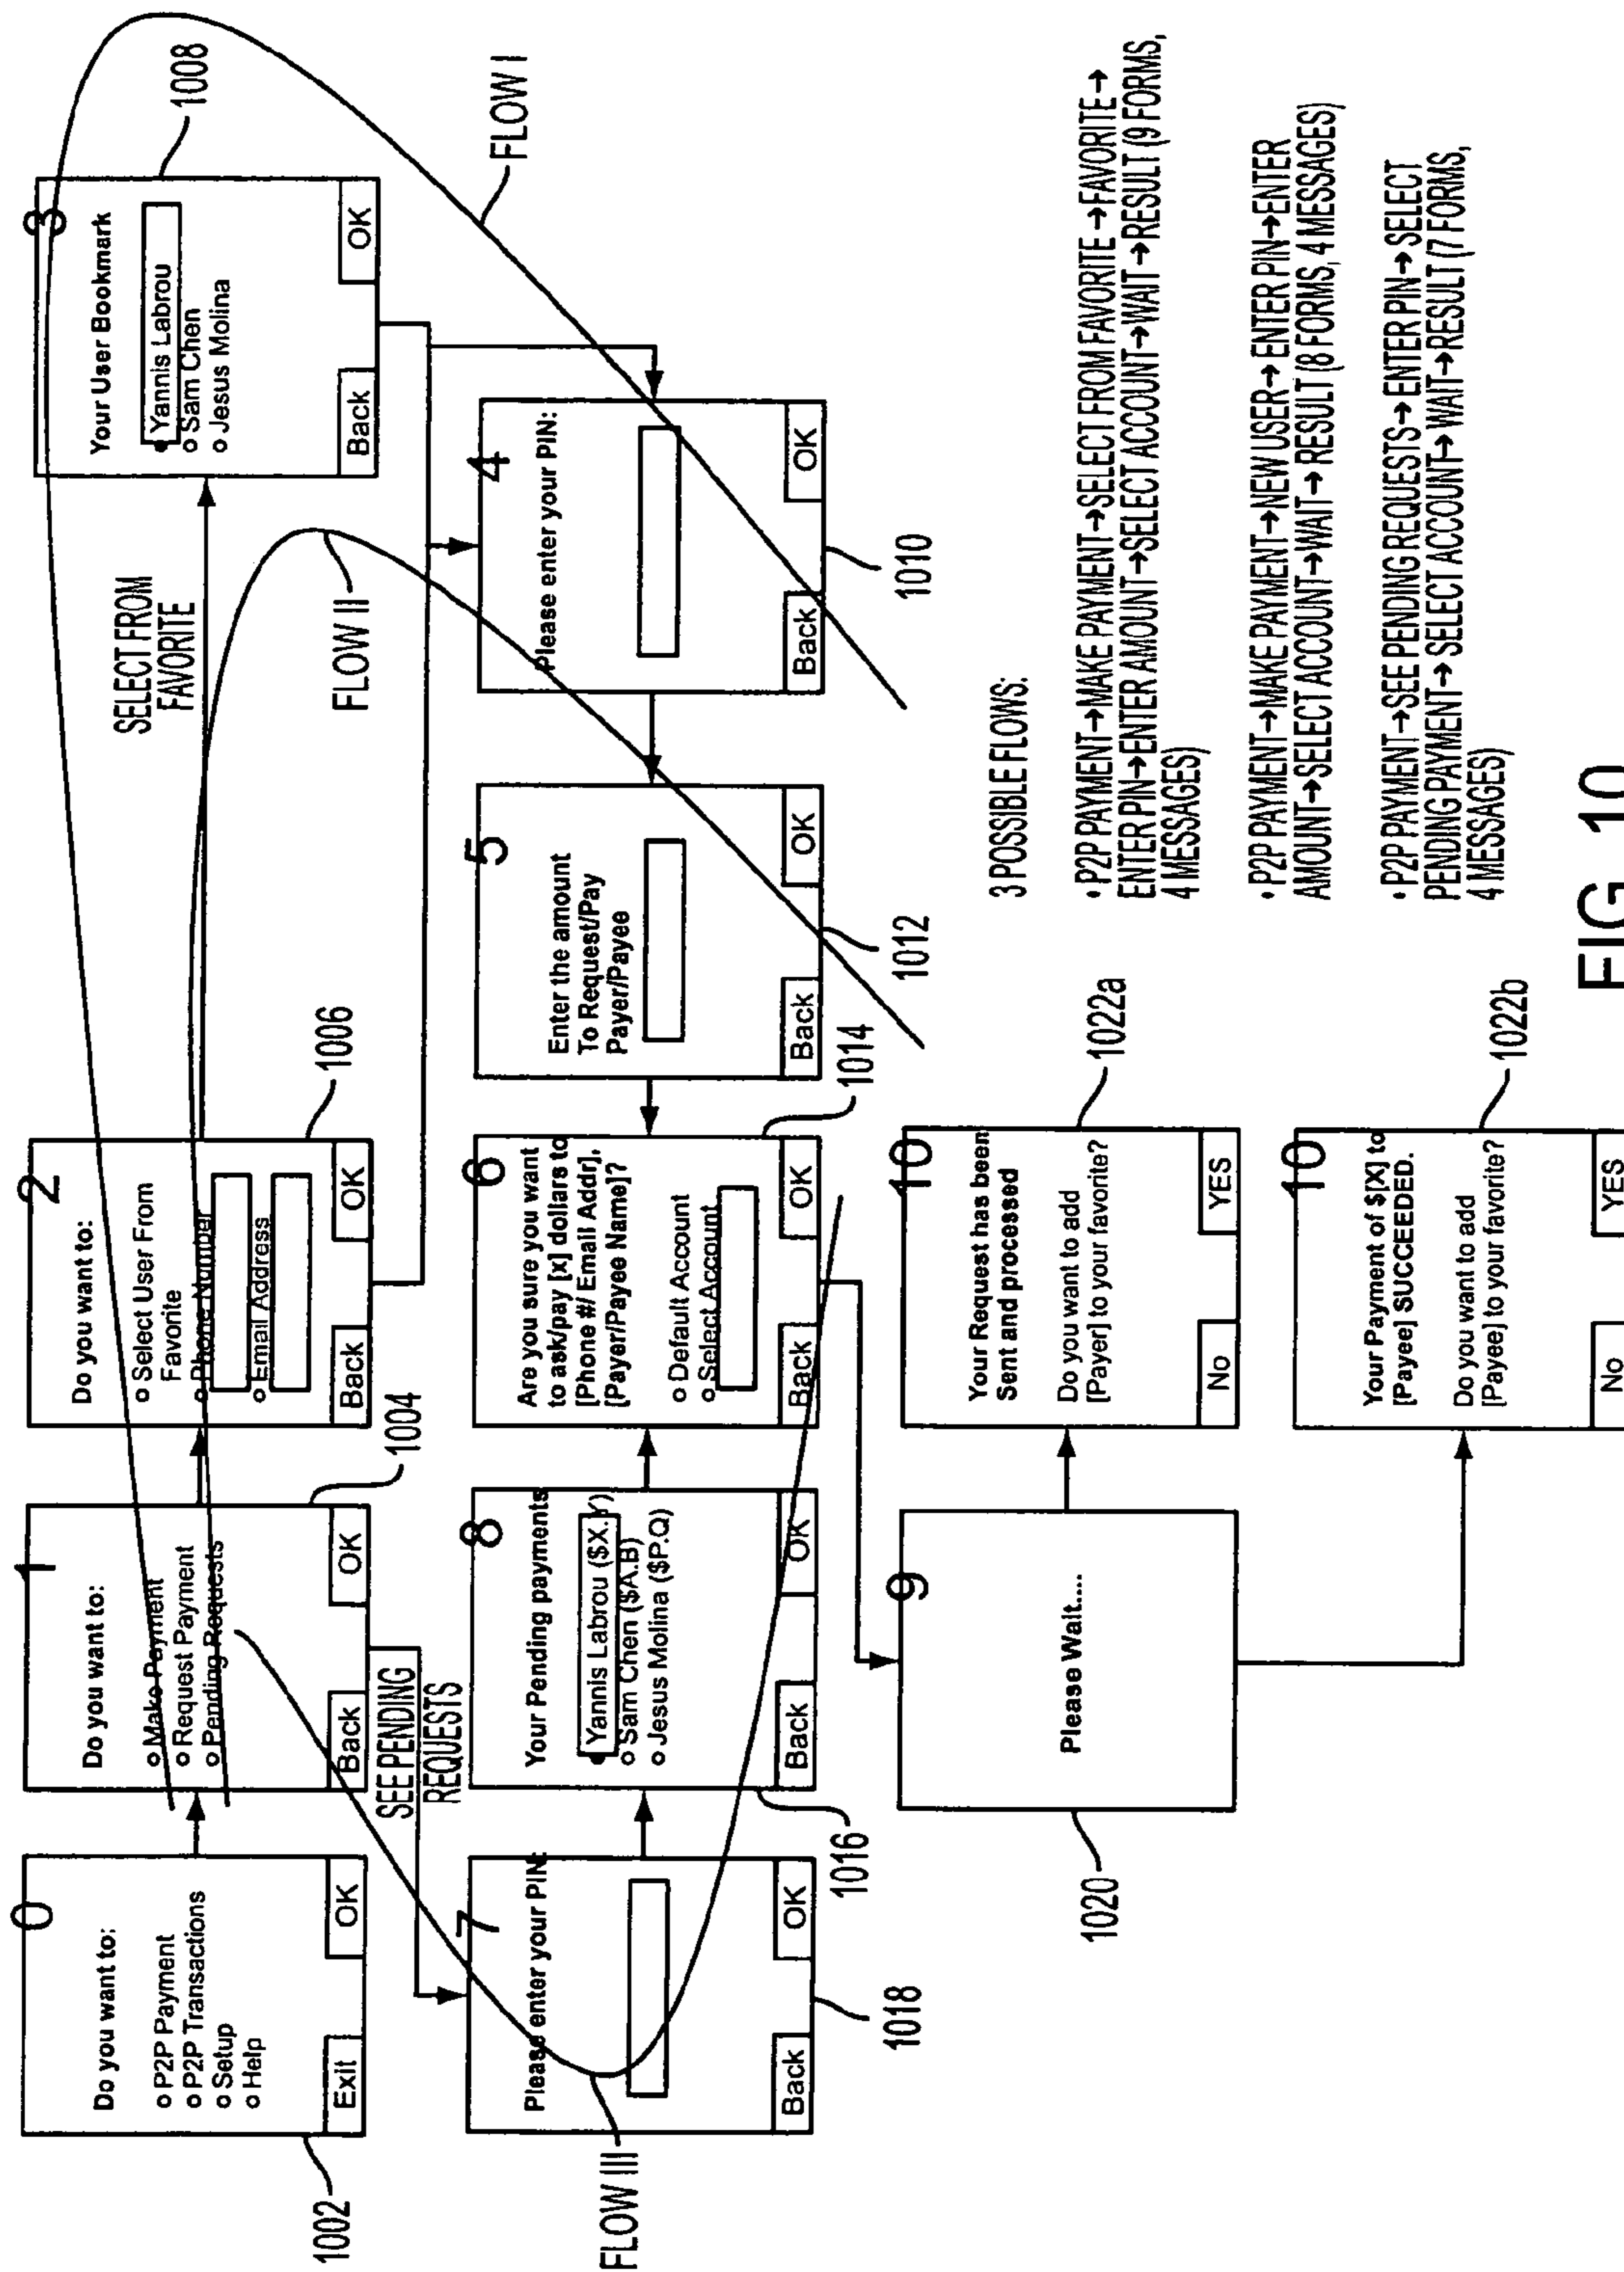 0
Do you want to:
o P2P Payment
o P2P Transactions
o Setup
o Help
Exit
OK
1002
1
Do you want to:
o Make Payment
o Request Payment
o Pending Requests
Back
OK
1004
2
Do you want to:
o Select User From
Favorite
o Phone Number
o Email Address
Back
OK
1006
SELECT FROM
FAVORITE
3
Your User Bookmark
Yannis Labrou
o Sam Chen
o Jesus Molina
Back
OK
1008
FLOW I
FLOW II
SEE PENDING
REQUESTS
7
Please enter your PIN:
Back
OK
1018
FLOW III
8
Your Pending payments
Yannis Labrou ($X.Y)
o Sam Chen ($A.B)
o Jesus Molina ($P.Q)
Back
OK
1016
6
Are you sure you want
to ask/pay [x] dollars to
[Phone #/ Email Addr],
[Payer/Payee Name]?
o Default Account
o Select Account
Back
OK
1014
5
Enter the amount
To Request/Pay
Payer/Payee
Back
OK
1012
4
Please enter your PIN:
Back
OK
1010
9
Please Wait....
1020
10
Your Request has been
Sent and processed
Do you want to add
[Payer] to your favorite?
No
YES
1022a
10
Your Payment of $[X] to
[Payee] SUCCEEDED.
Do you want to add
[Payee] to your favorite?
No
YES
1022b
3 POSSIBLE FLOWS:
• P2P PAYMENT→MAKE PAYMENT→SELECT FROM FAVORITE→FAVORITE→
ENTER PIN→ENTER AMOUNT→SELECT ACCOUNT→WAIT→RESULT (9 FORMS,
4 MESSAGES)
• P2P PAYMENT→MAKE PAYMENT→NEW USER→ENTER PIN→ENTER
AMOUNT→SELECT ACCOUNT→WAIT→RESULT (8 FORMS, 4 MESSAGES)
• P2P PAYMENT→SEE PENDING REQUESTS→ENTER PIN→SELECT
PENDING PAYMENT→SELECT ACCOUNT→WAIT→RESULT (7 FORMS,
4 MESSAGES)
FIG. 10